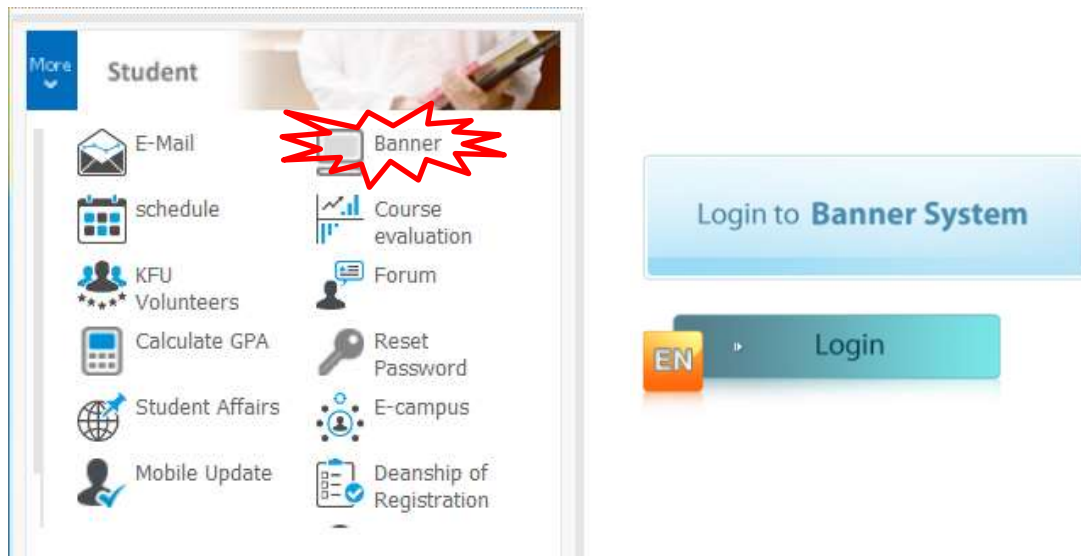 More
Student
E-Mail
Banner
schedule
Course
evaluation
KFU
Volunteers
Forum
Calculate GPA
Reset
Password
Student Affairs
E-campus
Mobile Update
Deanship of
Registration
Login to Banner System
EN
Login